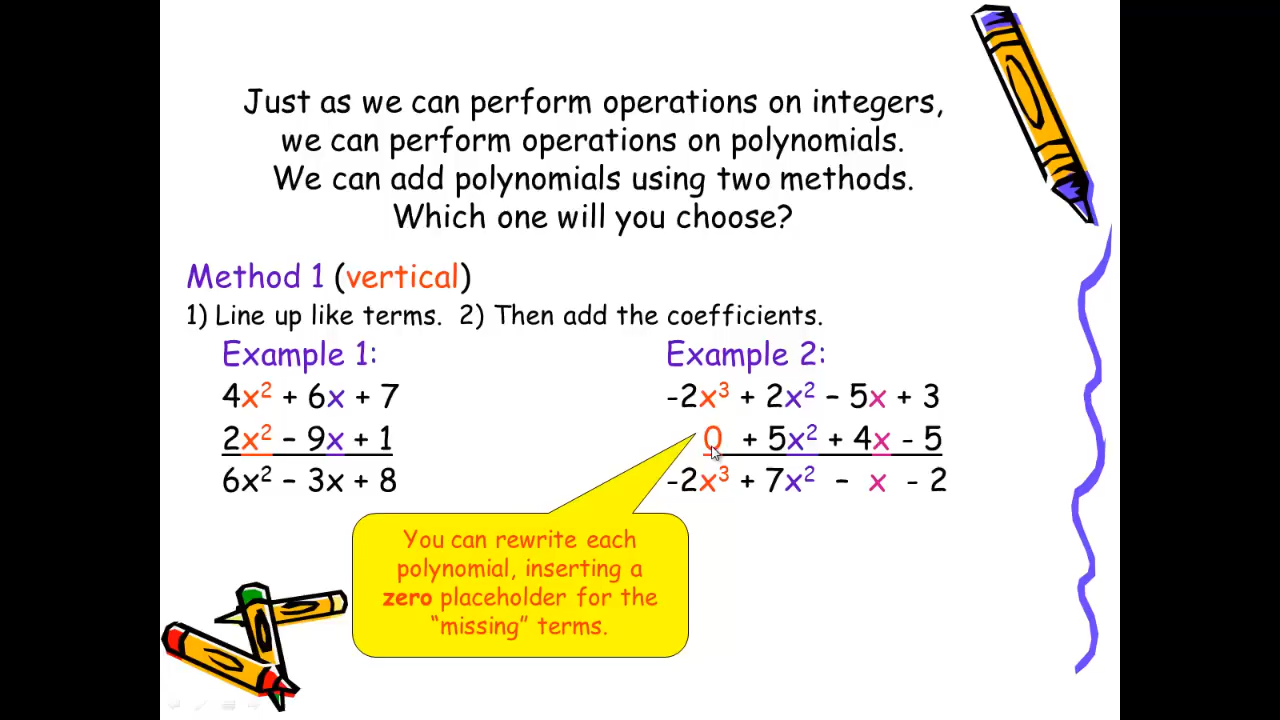 Just as we can perform operations on integers,
we can perform operations on polynomials.
We can add polynomials using two methods.
Which one will you choose?
Method 1 (vertical)
1) Line up like terms. 2) Then add the coefficients.
Example 1:
4x² + 6x + 7
2x² – 9x + 1
6x² – 3x + 8
Example 2:
-2x³ + 2x² – 5x + 3
0 + 5x² + 4x - 5
-2x³ + 7x² – x - 2
You can rewrite each
polynomial, inserting a
zero placeholder for the
“missing” terms.